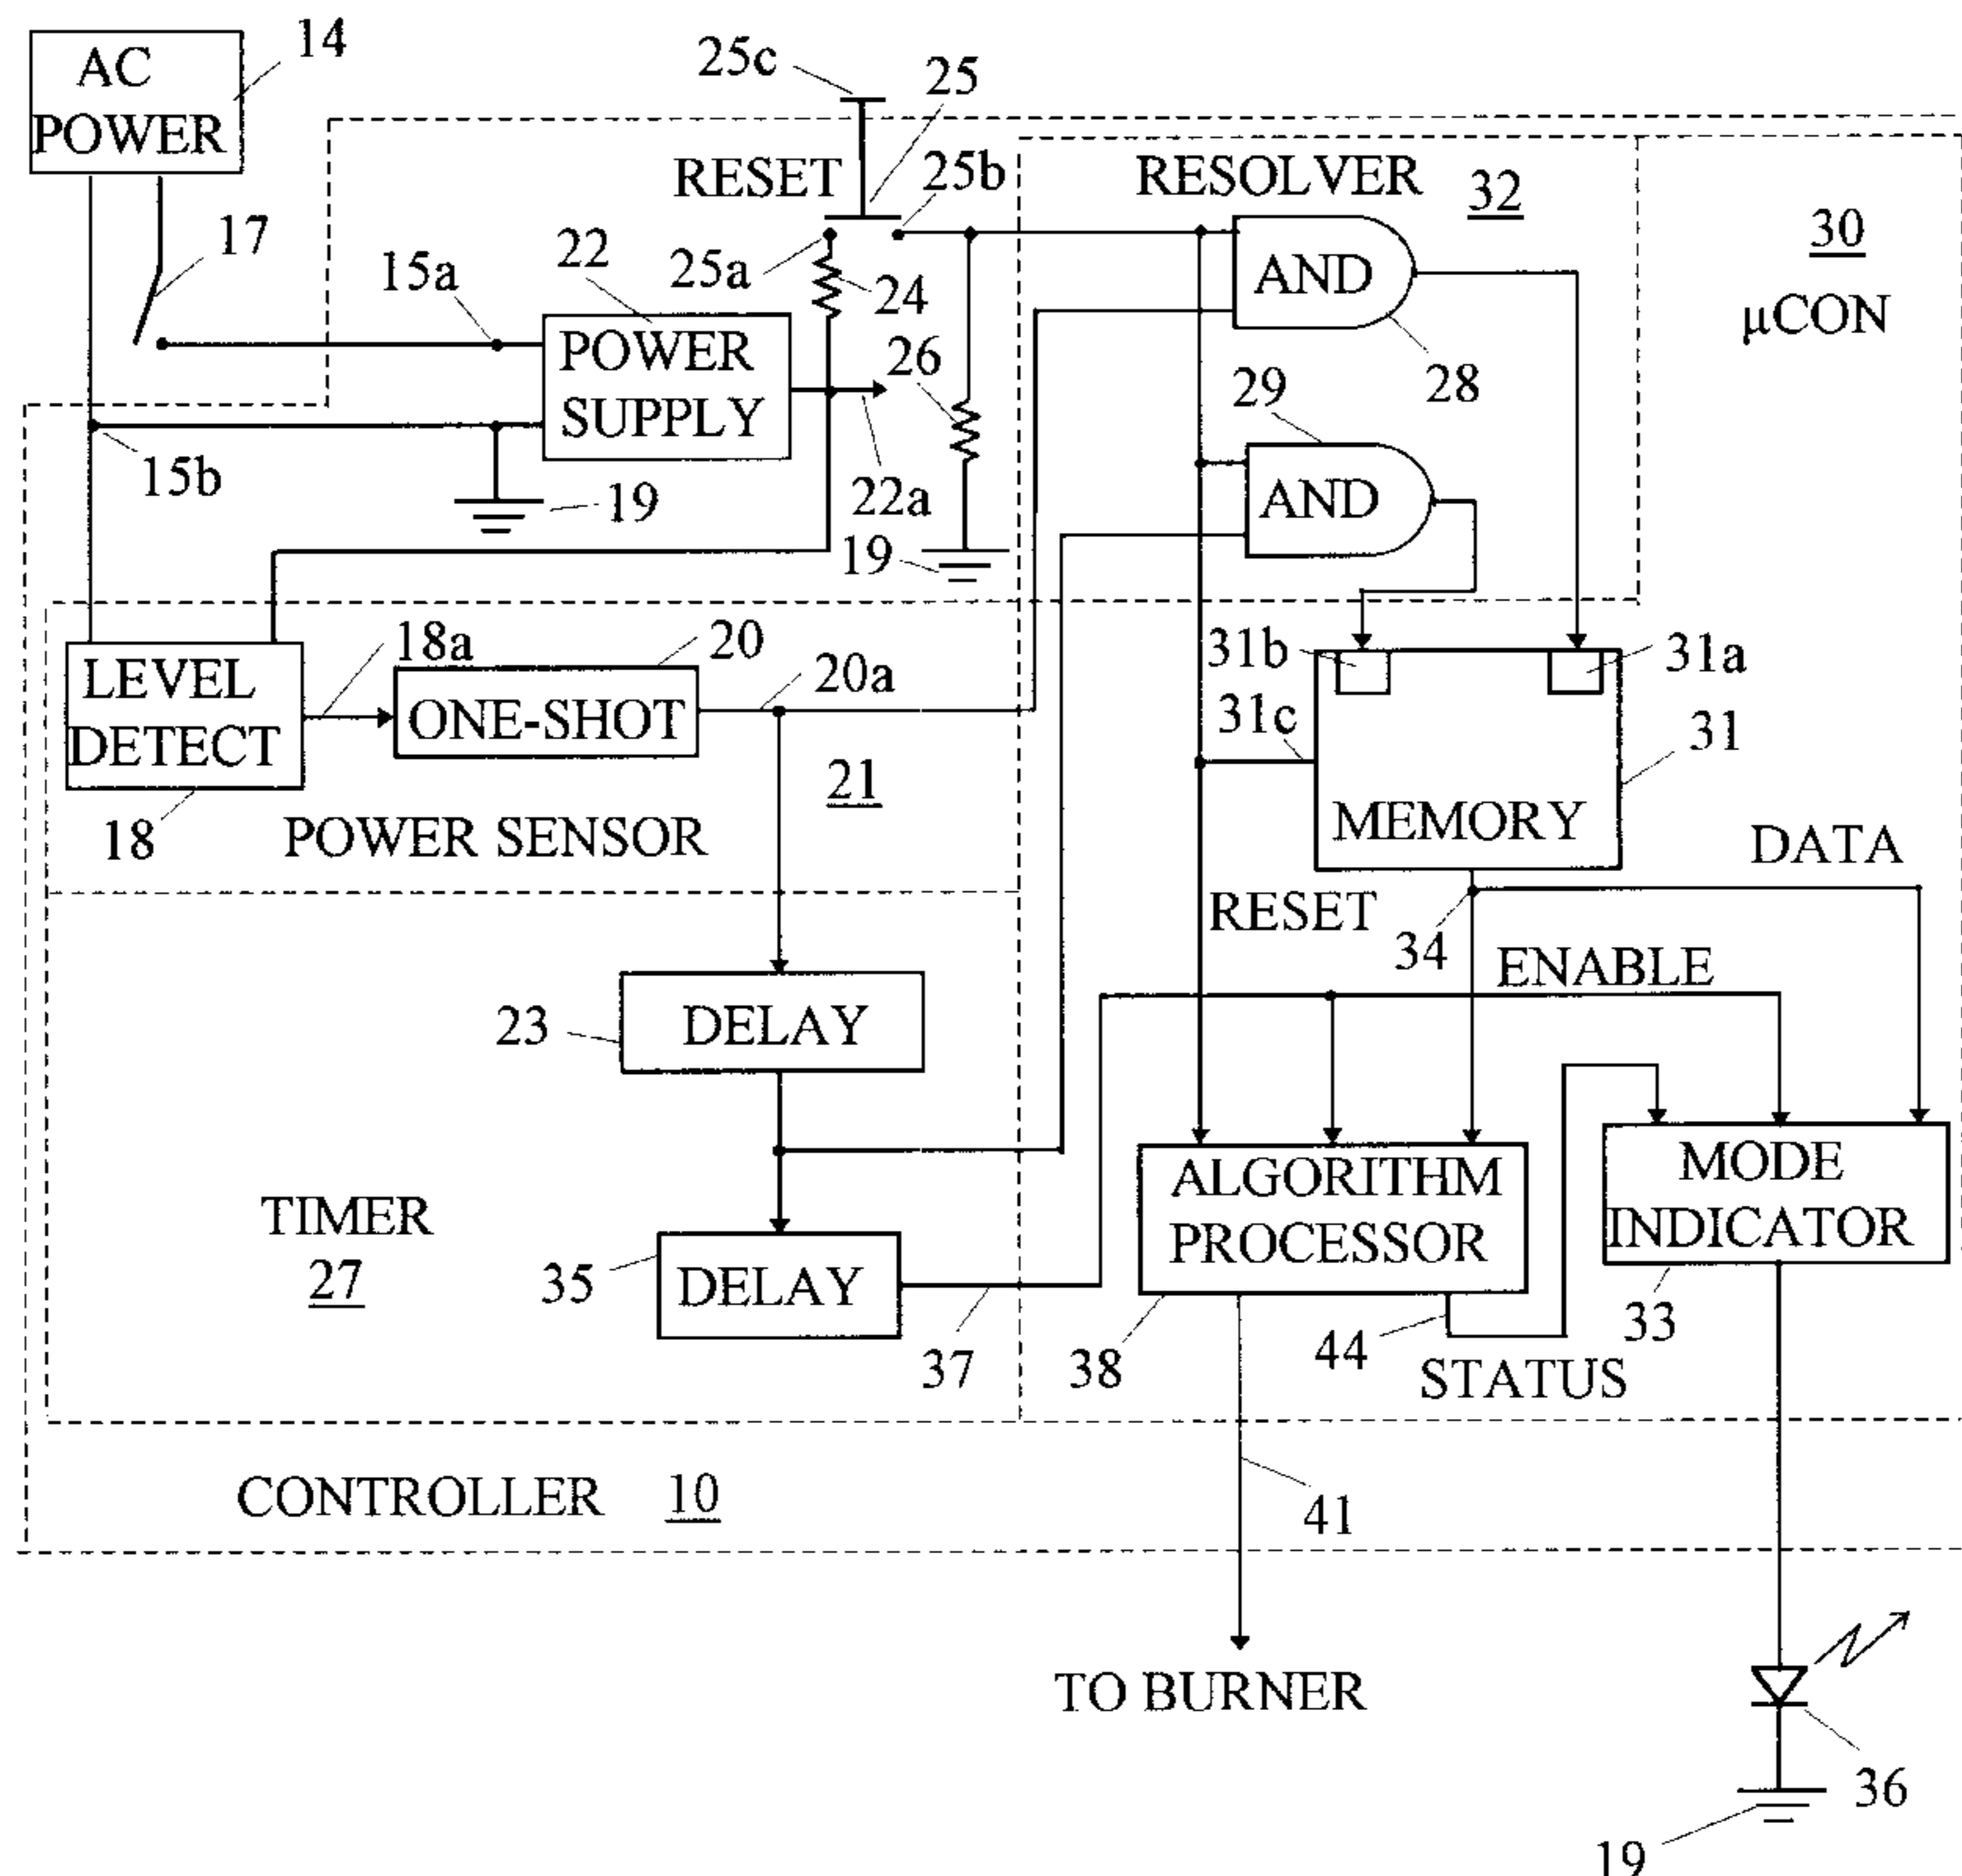 AC
POWER
14
25c
25
RESET
25b
RESOLVER
32
30
µCON
17
15a
22
25a
24
AND
28
POWER
SUPPLY
26
29
15b
19
22a
AND
19
LEVEL
DETECT
18a
20
ONE-SHOT
20a
31b
31a
31c
31
MEMORY
18
21
POWER SENSOR
DATA
RESET
34
ENABLE
23
DELAY
TIMER
27
35
DELAY
37
ALGORITHM
PROCESSOR
MODE
INDICATOR
38
44
33
STATUS
CONTROLLER 10
41
TO BURNER
36
19